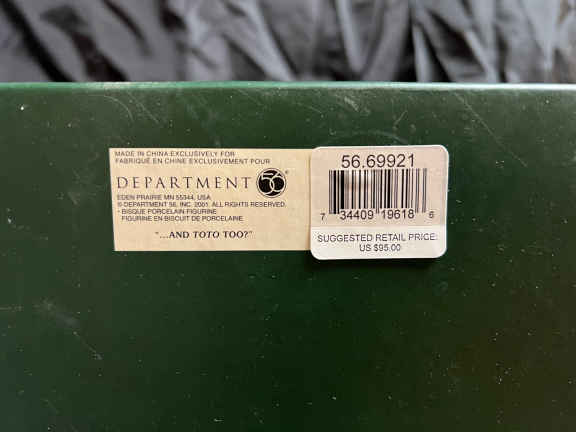 MADE IN CHINA EXCLUSIVELY FOR
FABRIQUÉ EN CHINE EXCLUSIVEMENT POUR
DEPARTMENT 56®
EDEN PRAIRIE MN 55344, USA
© DEPARTMENT 56, INC. 2001. ALL RIGHTS RESERVED.
• BISQUE PORCELAIN FIGURINE
FIGURINE EN BISCUIT DE PORCELAINE
"...AND TOTO TOO?"
56.69921
7 34409 19618 6
SUGGESTED RETAIL PRICE:
US $95.00